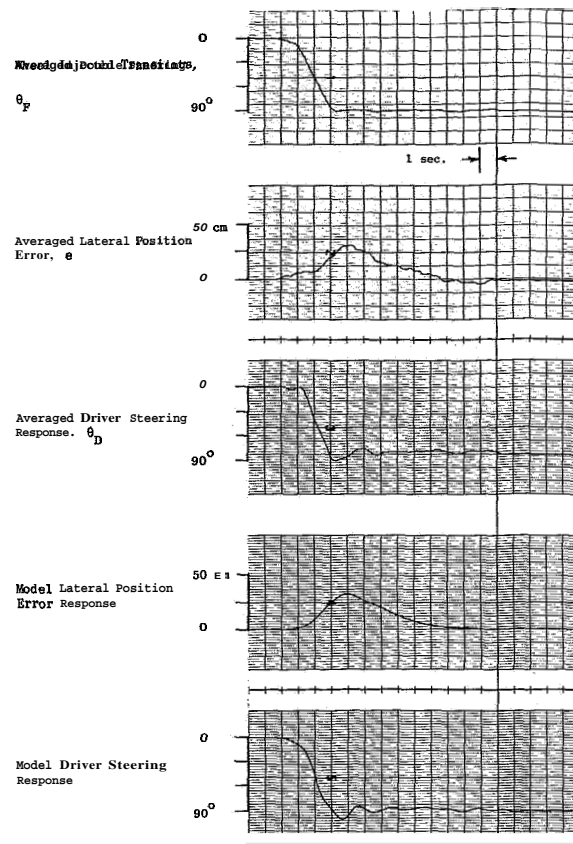 0
θF
90°
1 sec.
50 cm
Averaged Lateral Position
Error, e
0
0
Averaged Driver Steering
Response. θD
90°
50
Model Lateral Position
Error Response
0
0
Model Driver Steering
Response
90°